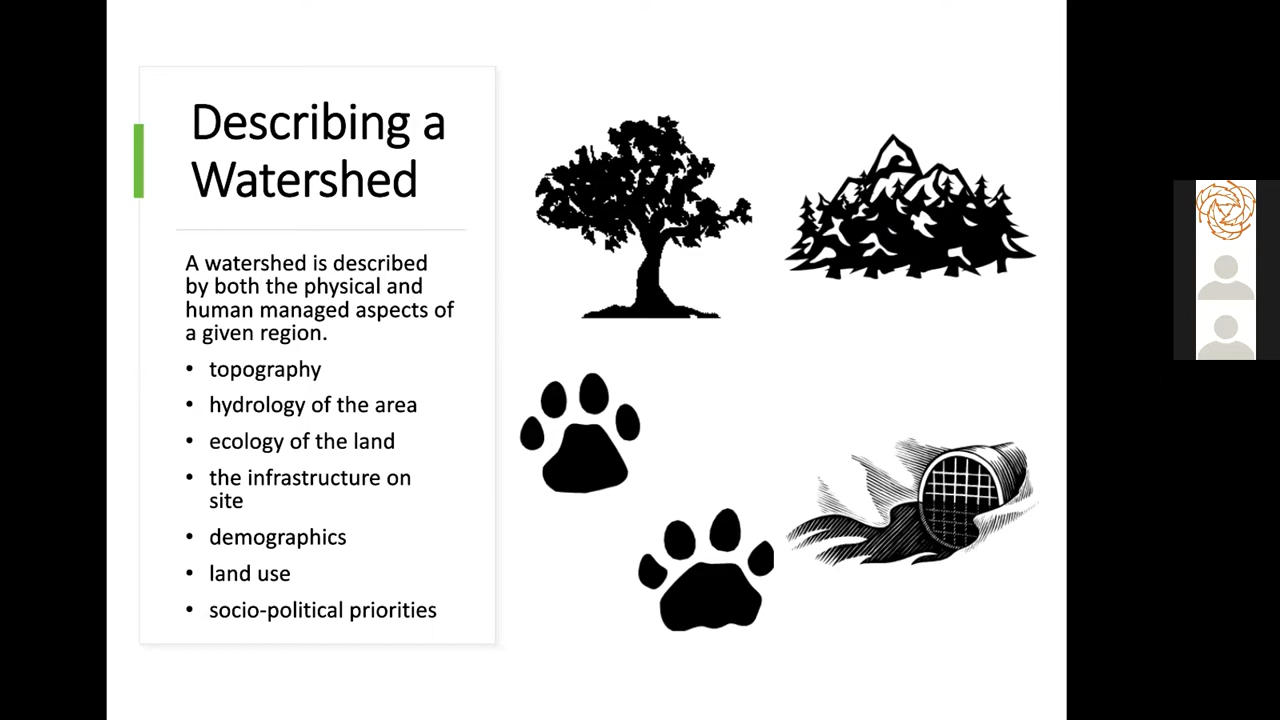 Describing a
Watershed
A watershed is described
by both the physical and
human managed aspects of
a given region.
• topography
• hydrology of the area
• ecology of the land
• the infrastructure on
site
• demographics
• land use
• socio-political priorities